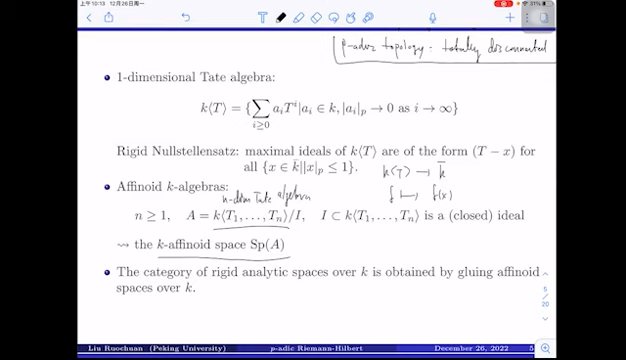 上午10:13 12月26日周一
81%
p-adic topology : totally disconnected
• 1-dimensional Tate algebra:
k⟨T⟩ = {∑_{i≥0} a_i T^i | a_i ∈ k, |a_i|_p → 0 as i → ∞}
Rigid Nullstellensatz: maximal ideals of k⟨T⟩ are of the form (T − x) for
all {x ∈ k̄ | |x|_p ≤ 1}.
k⟨T⟩ → k̄
f ↦ f(x)
• Affinoid k-algebras:
n-dim Tate algebra
n ≥ 1, A = k⟨T_1, . . . , T_n⟩/I, I ⊂ k⟨T_1, . . . , T_n⟩ is a (closed) ideal
⇝ the k-affinoid space Sp(A)
• The category of rigid analytic spaces over k is obtained by gluing affinoid
spaces over k.
5
/
20
Liu Ruochuan (Peking University) p-adic Riemann-Hilbert December 26, 2022 5